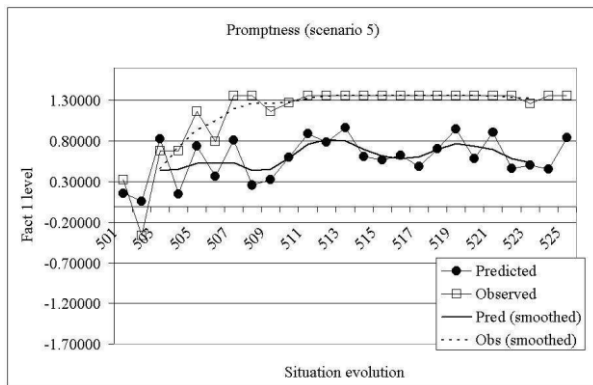 Promptness (scenario 5)
Fact 1 level
1.30000
0.80000
0.30000
-0.20000
-0.70000
-1.20000
-1.70000
501
503
505
507
509
511
513
515
517
519
521
523
525
Predicted
Observed
Pred (smoothed)
Obs (smoothed)
Situation evolution